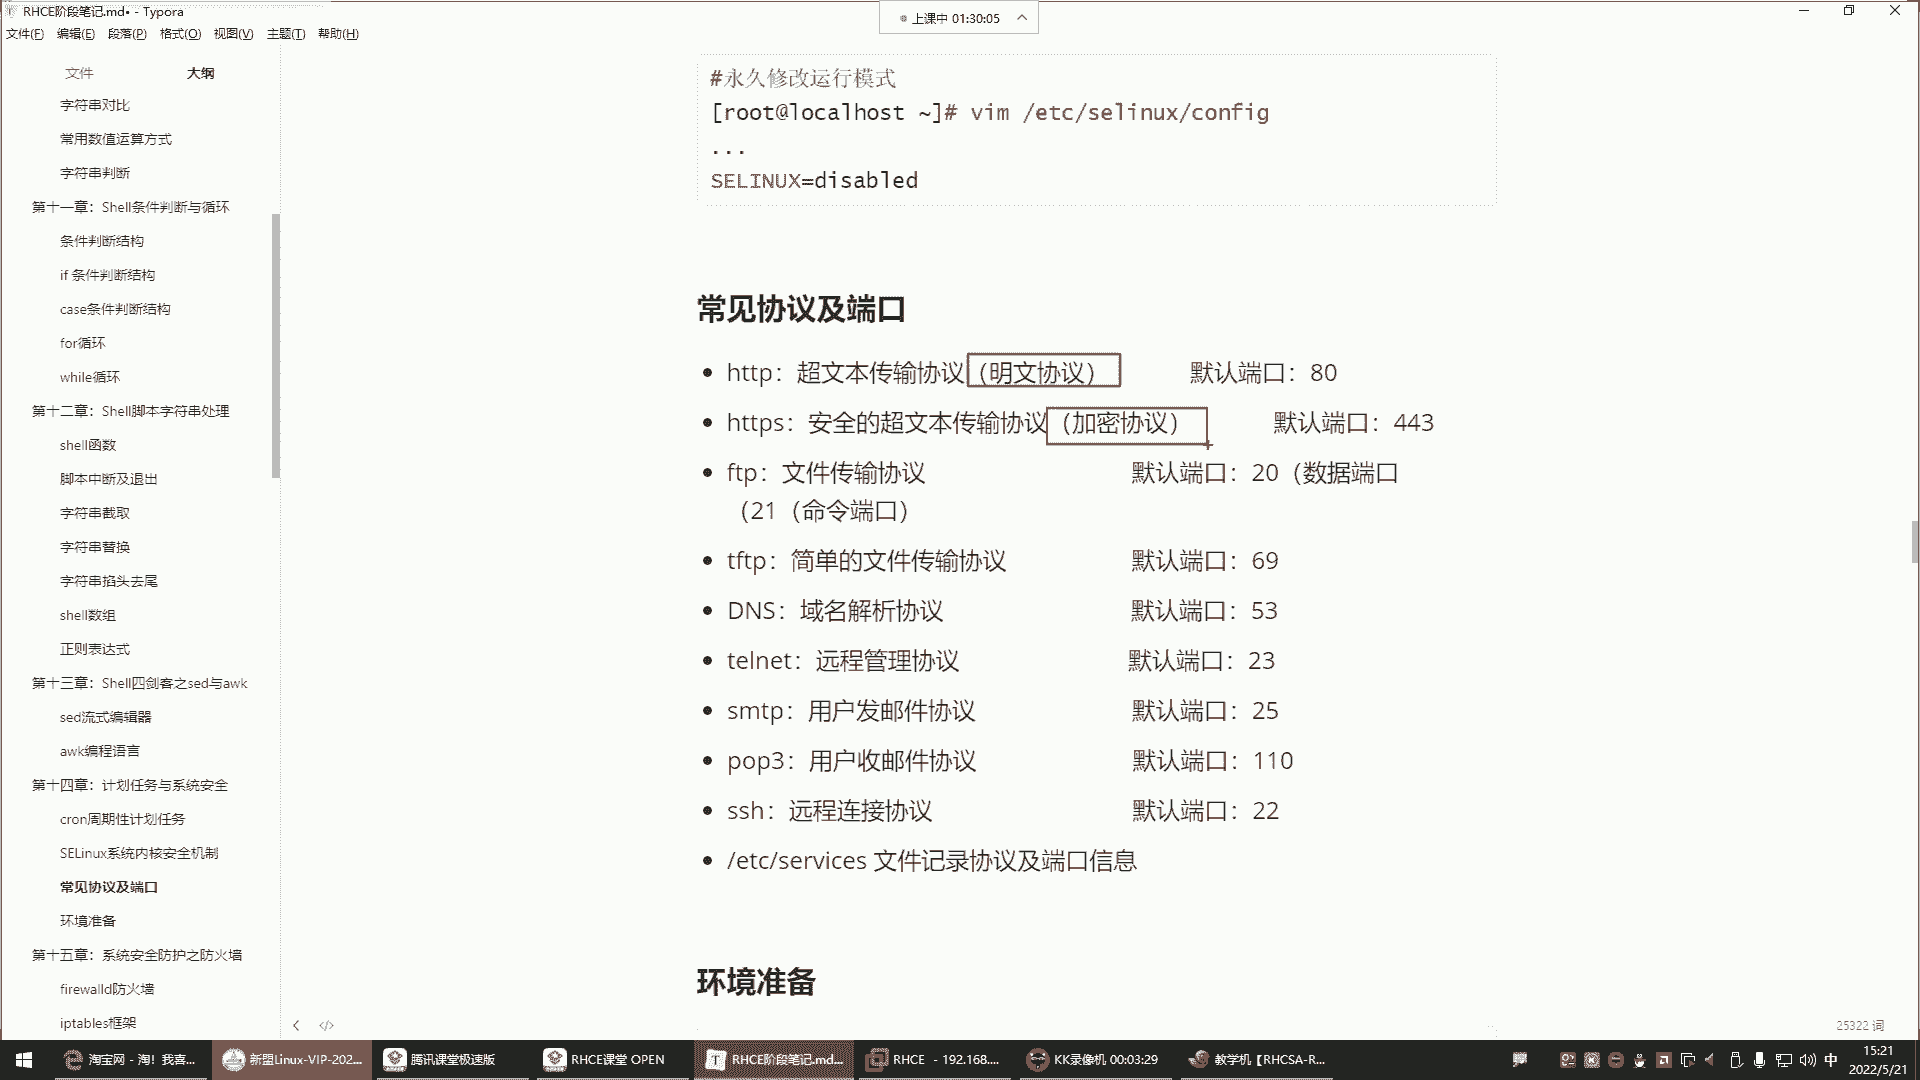 RHCE阶段笔记.md• - Typora
上课中 01:30:05
文件(F) 编辑(E) 段落(P) 格式(O) 视图(V) 主题(T) 帮助(H)
文件 大纲
字符串对比
常用数值运算方式
字符串判断
第十一章：Shell条件判断与循环
条件判断结构
if 条件判断结构
case条件判断结构
for循环
while循环
第十二章：Shell脚本字符串处理
shell函数
脚本中断及退出
字符串截取
字符串替换
字符串掐头去尾
shell数组
正则表达式
第十三章：Shell四剑客之sed与awk
sed流式编辑器
awk编程语言
第十四章：计划任务与系统安全
cron周期性计划任务
SELinux系统内核安全机制
常见协议及端口
环境准备
第十五章：系统安全防护之防火墙
firewalld防火墙
iptables框架
#永久修改运行模式
[root@localhost ~]# vim /etc/selinux/config
...
SELINUX=disabled
常见协议及端口
http：超文本传输协议（明文协议） 默认端口：80
https：安全的超文本传输协议（加密协议） 默认端口：443
ftp：文件传输协议 默认端口：20（数据端口
（21（命令端口）
tftp：简单的文件传输协议 默认端口：69
DNS：域名解析协议 默认端口：53
telnet：远程管理协议 默认端口：23
smtp：用户发邮件协议 默认端口：25
pop3：用户收邮件协议 默认端口：110
ssh：远程连接协议 默认端口：22
/etc/services 文件记录协议及端口信息
环境准备
25322 词
淘宝网 - 淘！我喜... 新盟Linux-VIP-202... 腾讯课堂极速版 RHCE课堂 OPEN RHCE阶段笔记.md... RHCE - 192.168.... KK录像机 00:03:29 教学机【RHCSA-R... 中 15:21
2022/5/21